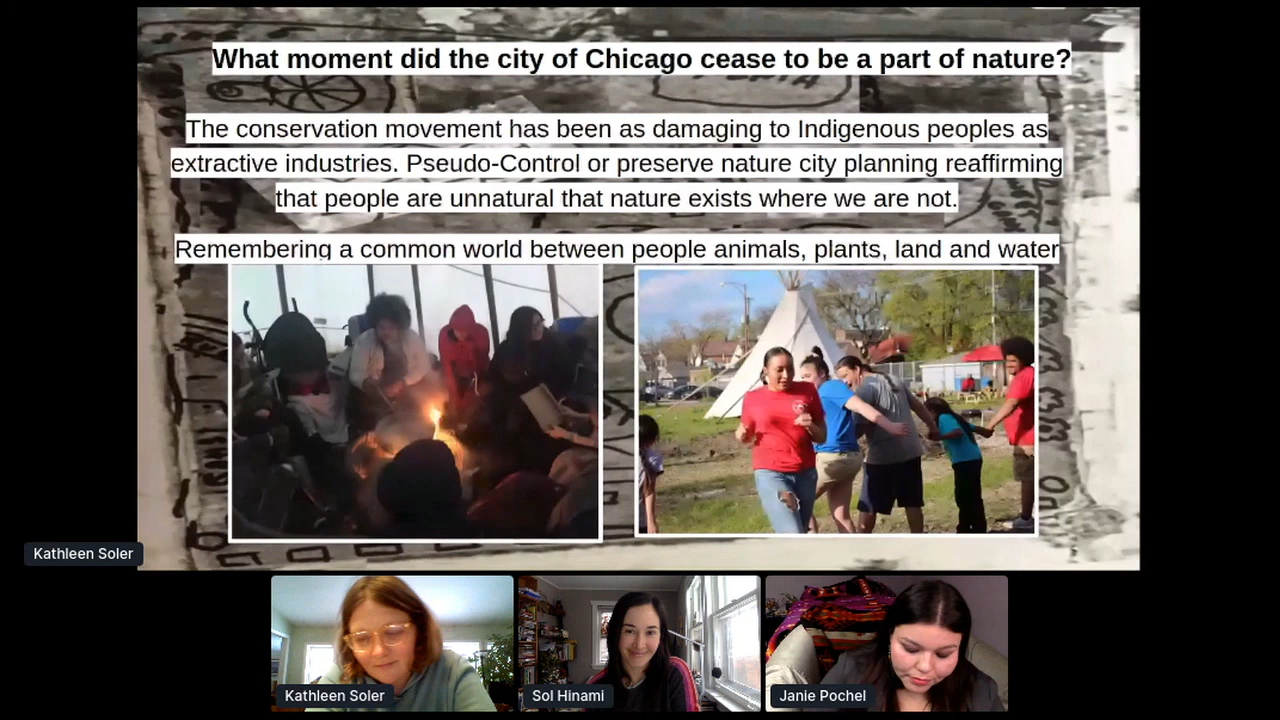 What moment did the city of Chicago cease to be a part of nature?
The conservation movement has been as damaging to Indigenous peoples as
extractive industries. Pseudo-Control or preserve nature city planning reaffirming
that people are unnatural that nature exists where we are not.
Remembering a common world between people animals, plants, land and water
Kathleen Soler
Kathleen Soler
Sol Hinami
Janie Pochel